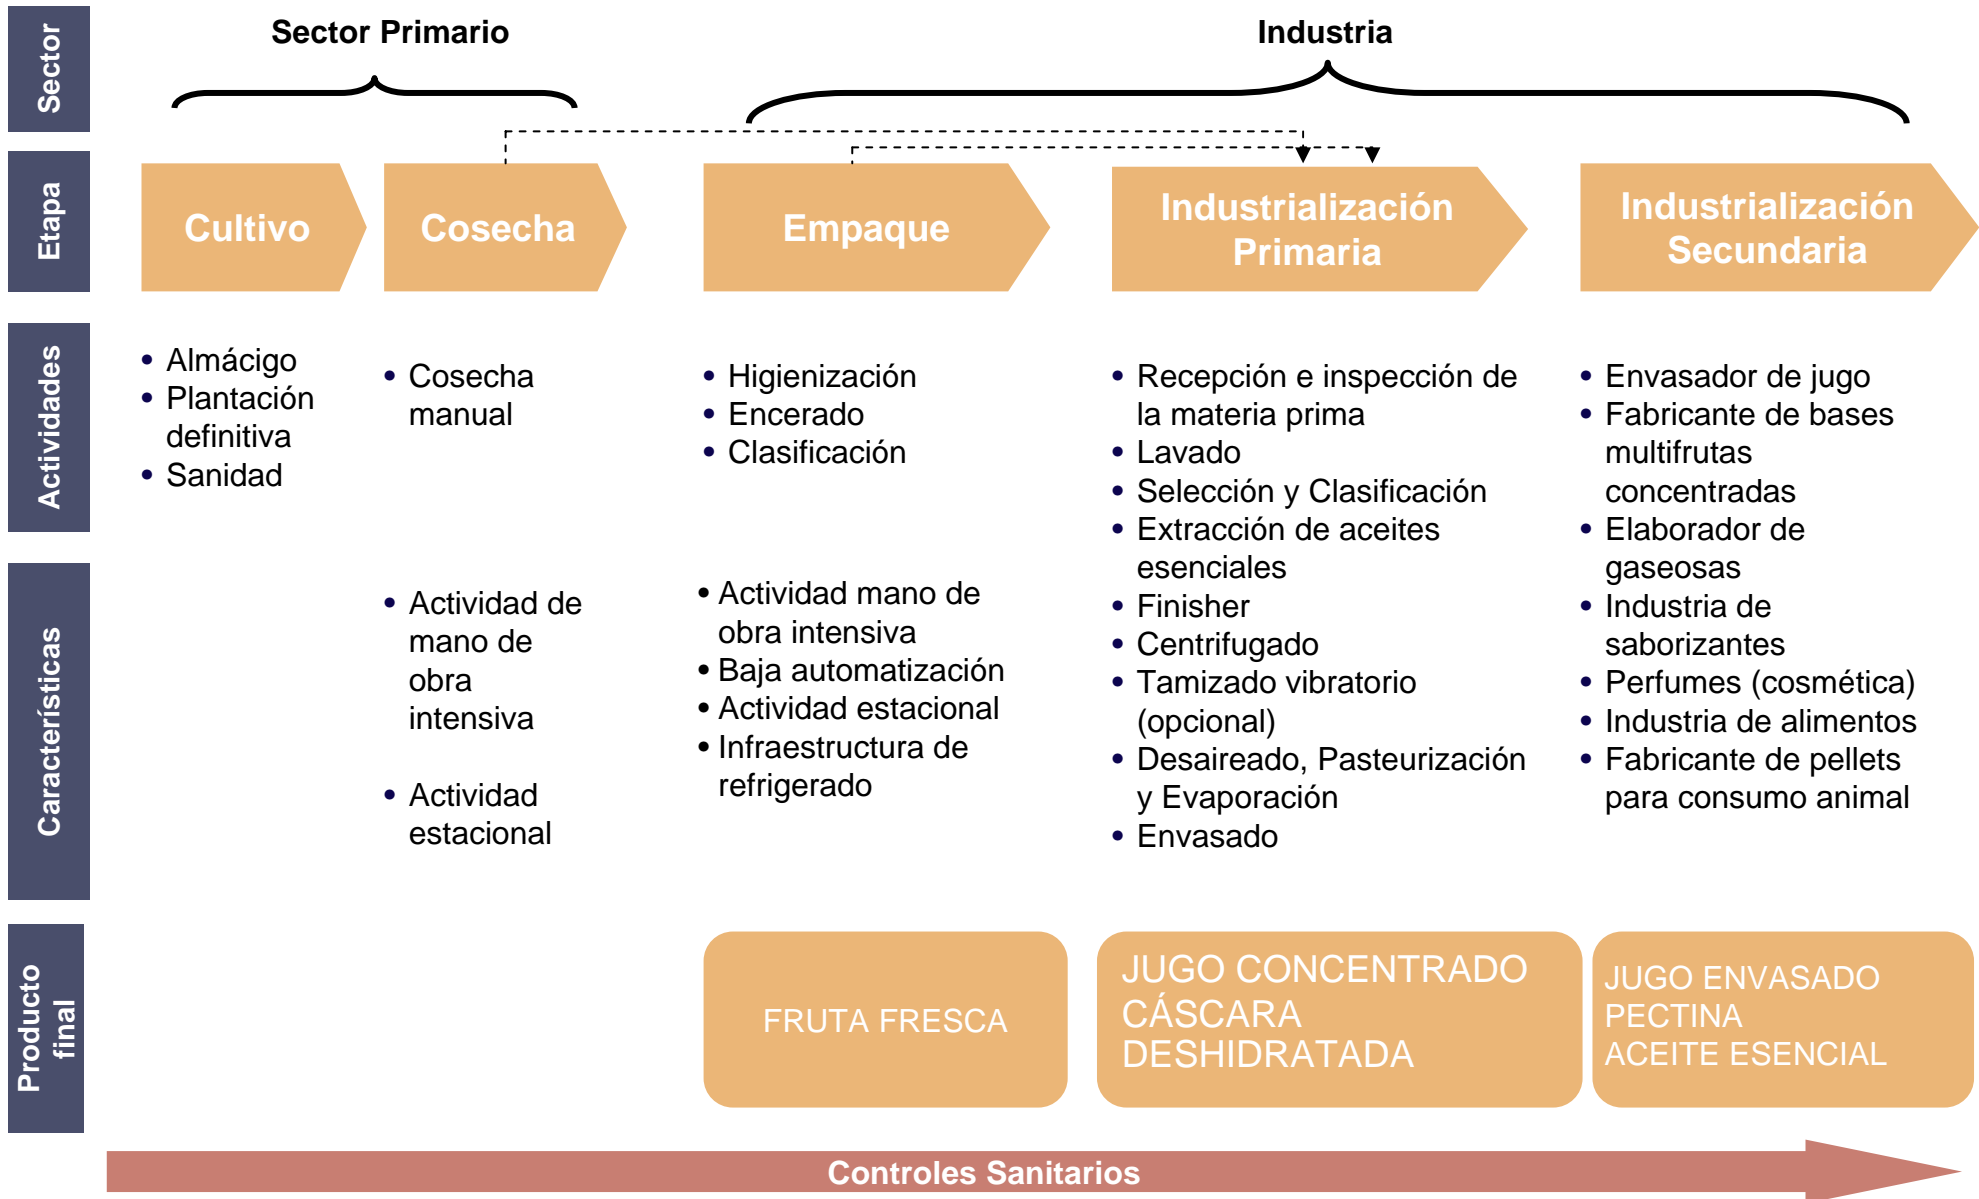 Sector
Sector Primario
Industria
Etapa
Cultivo
Cosecha
Empaque
Industrialización
Primaria
Industrialización
Secundaria
Actividades
• Almácigo
• Plantación
definitiva
• Sanidad
• Cosecha
manual
• Higienización
• Encerado
• Clasificación
• Recepción e inspección de
la materia prima
• Lavado
• Selección y Clasificación
• Extracción de aceites
esenciales
• Finisher
• Centrifugado
• Tamizado vibratorio
(opcional)
• Desaireado, Pasteurización
y Evaporación
• Envasado
• Envasador de jugo
• Fabricante de bases
multifrutas
concentradas
• Elaborador de
gaseosas
• Industria de
saborizantes
• Perfumes (cosmética)
• Industria de alimentos
• Fabricante de pellets
para consumo animal
Características
• Actividad de
mano de
obra
intensiva
• Actividad
estacional
• Actividad mano de
obra intensiva
• Baja automatización
• Actividad estacional
• Infraestructura de
refrigerado
Producto
final
FRUTA FRESCA
JUGO CONCENTRADO
CÁSCARA
DESHIDRATADA
JUGO ENVASADO
PECTINA
ACEITE ESENCIAL
Controles Sanitarios